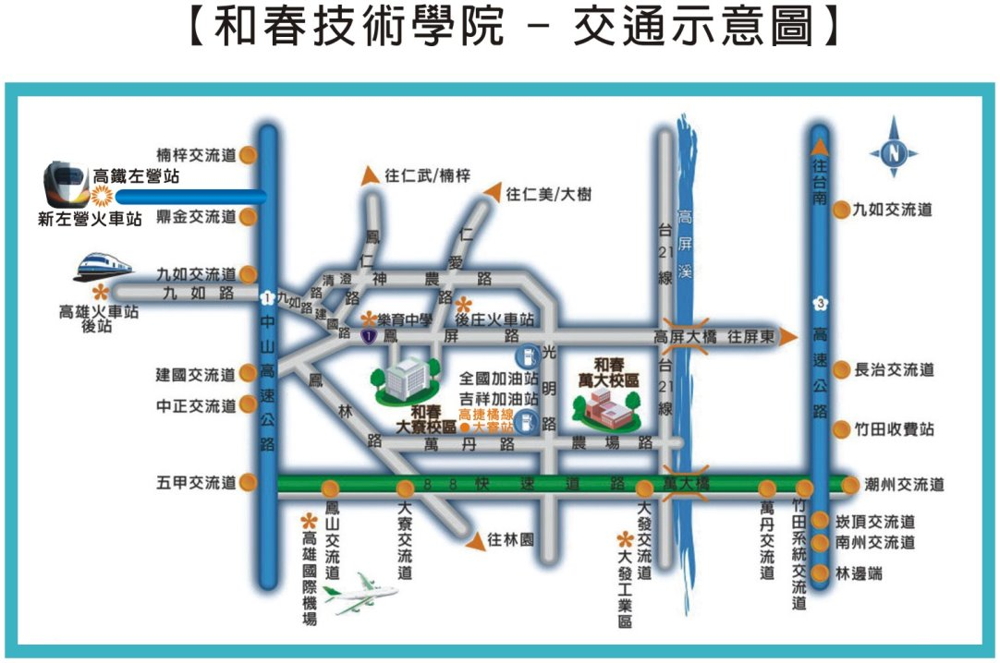 【和春技術學院 – 交通示意圖】
楠梓交流道
高鐵左營站
新左營火車站
鼎金交流道
九如交流道
九如路
高雄火車站
後站
建國交流道
中正交流道
五甲交流道
1
中山高速公路
往仁武/楠梓
往仁美/大樹
鳳仁路
仁愛路
清澄路
神農路
九如路
建國路
樂育中學
後庄火車站
1
鳳屏路
高屏大橋
往屏東
鳳林路
和春
大寮校區
全國加油站
吉祥加油站
高捷橘線
大寮站
光明路
和春
萬大校區
萬丹路
農場路
台21線
台21線
高屏溪
N
往台南
3
高速公路
九如交流道
長治交流道
竹田收費站
潮州交流道
崁頂交流道
南州交流道
林邊端
88快速道路
萬大橋
鳳山交流道
高雄國際機場
大寮交流道
往林園
大發交流道
大發工業區
萬丹交流道
竹田系統交流道